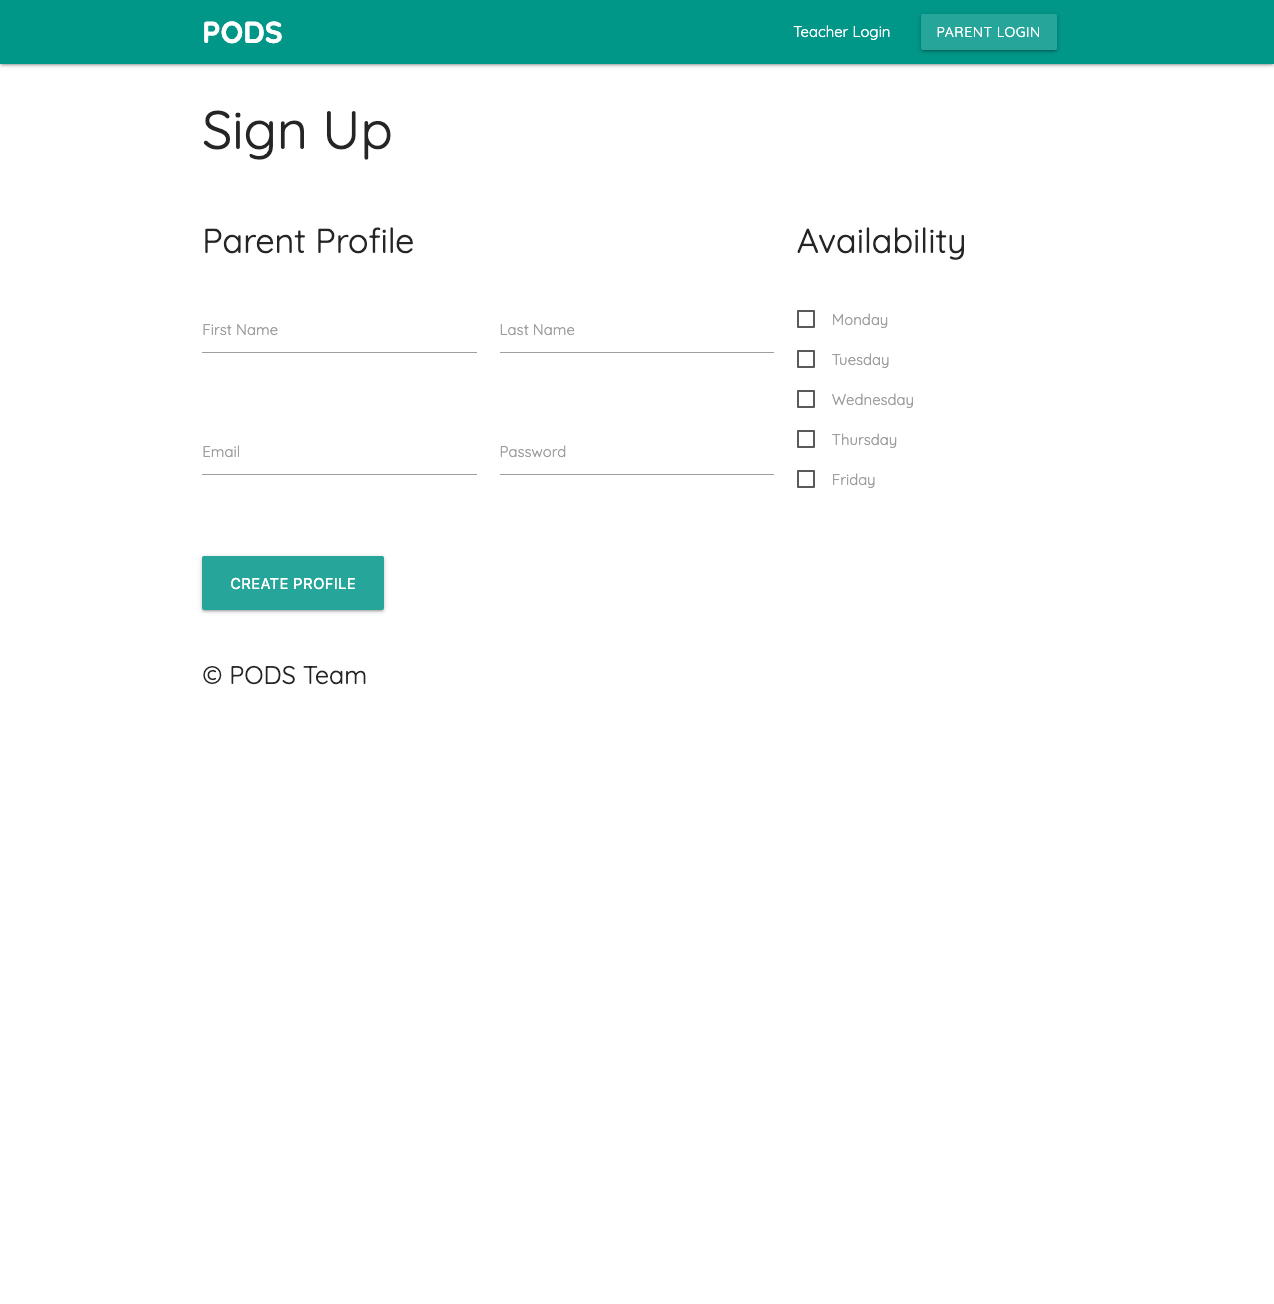 PODS
Teacher Login
PARENT LOGIN
Sign Up
Parent Profile
Availability
First Name
Last Name
Email
Password
Monday
Tuesday
Wednesday
Thursday
Friday
CREATE PROFILE
© PODS Team